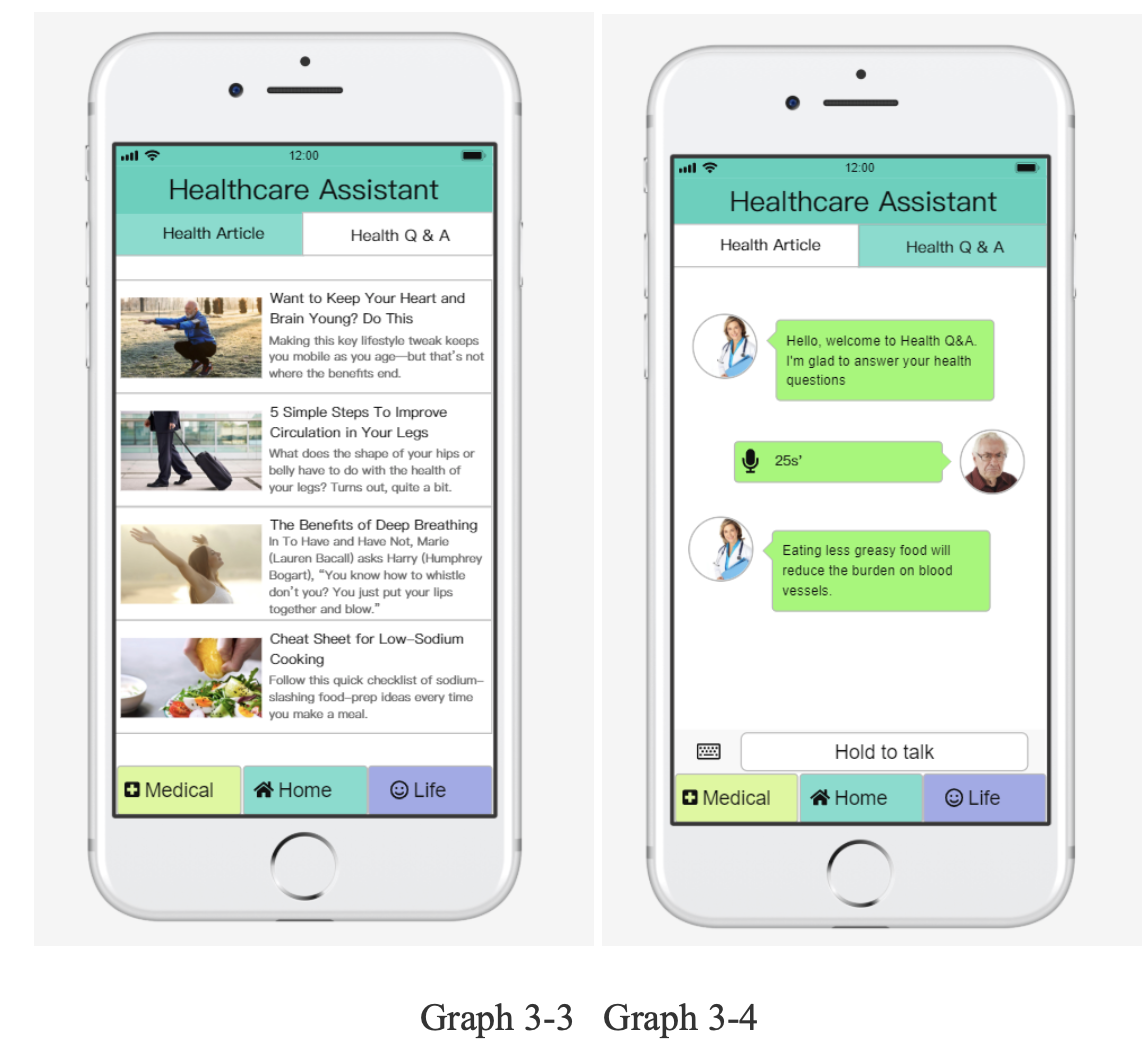 12:00
Healthcare Assistant
Health Article
Health Q & A
Want to Keep Your Heart and
Brain Young? Do This
Making this key lifestyle tweak keeps
you mobile as you age—but that's not
where the benefits end.
5 Simple Steps To Improve
Circulation in Your Legs
What does the shape of your hips or
belly have to do with the health of
your legs? Turns out, quite a bit.
The Benefits of Deep Breathing
In To Have and Have Not, Marie
(Lauren Bacall) asks Harry (Humphrey
Bogart), “You know how to whistle
don't you? You just put your lips
together and blow.”
Cheat Sheet for Low–Sodium
Cooking
Follow this quick checklist of sodium–
slashing food–prep ideas every time
you make a meal.
Medical
Home
Life
12:00
Healthcare Assistant
Health Article
Health Q & A
Hello, welcome to Health Q&A.
I'm glad to answer your health
questions
25s'
Eating less greasy food will
reduce the burden on blood
vessels.
Hold to talk
Medical
Home
Life
Graph 3-3 Graph 3-4